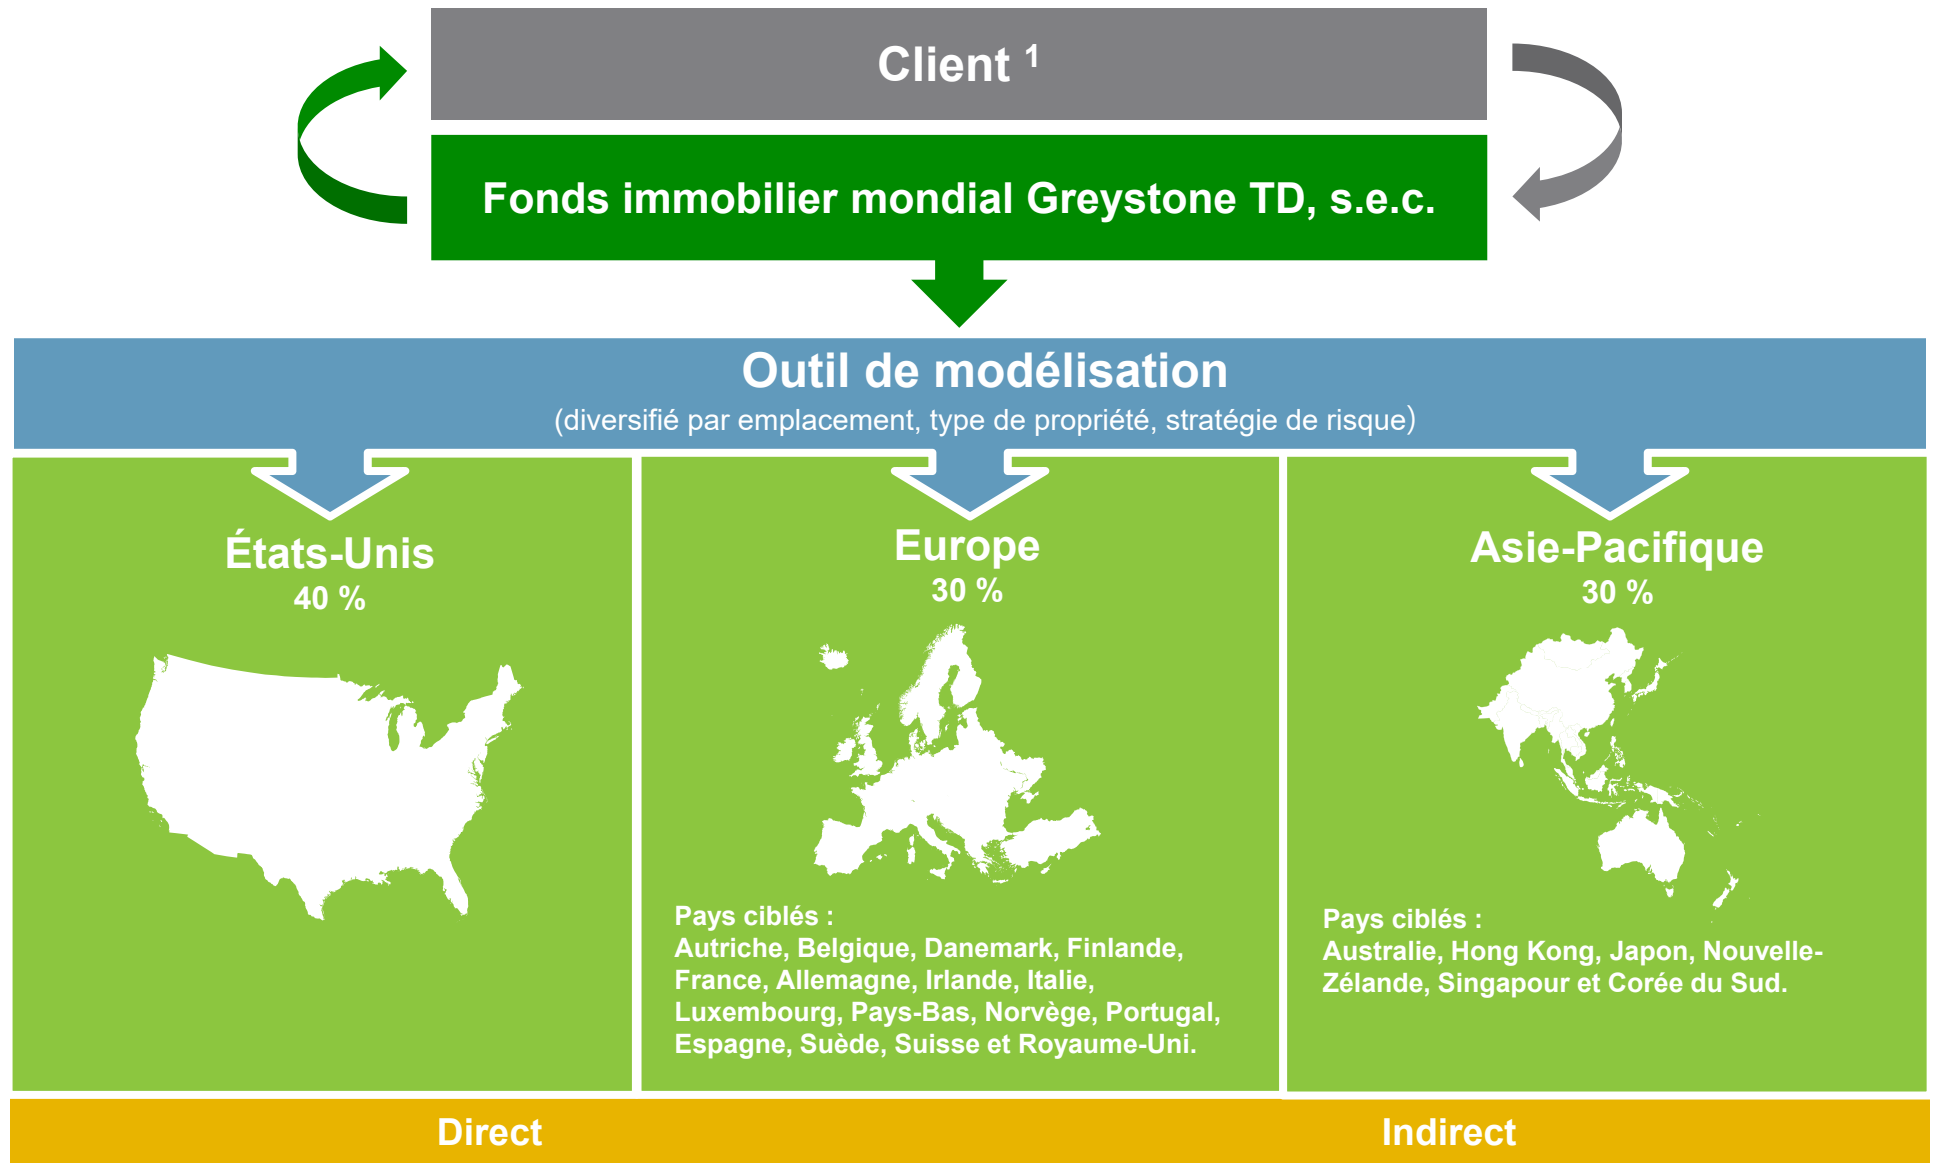 Client ¹
Fonds immobilier mondial Greystone TD, s.e.c.
Outil de modélisation
(diversifié par emplacement, type de propriété, stratégie de risque)
États-Unis
40 %
Europe
30 %
Pays ciblés :
Autriche, Belgique, Danemark, Finlande,
France, Allemagne, Irlande, Italie,
Luxembourg, Pays-Bas, Norvège, Portugal,
Espagne, Suède, Suisse et Royaume-Uni.
Asie-Pacifique
30 %
Pays ciblés :
Australie, Hong Kong, Japon, Nouvelle-
Zélande, Singapour et Corée du Sud.
Direct
Indirect